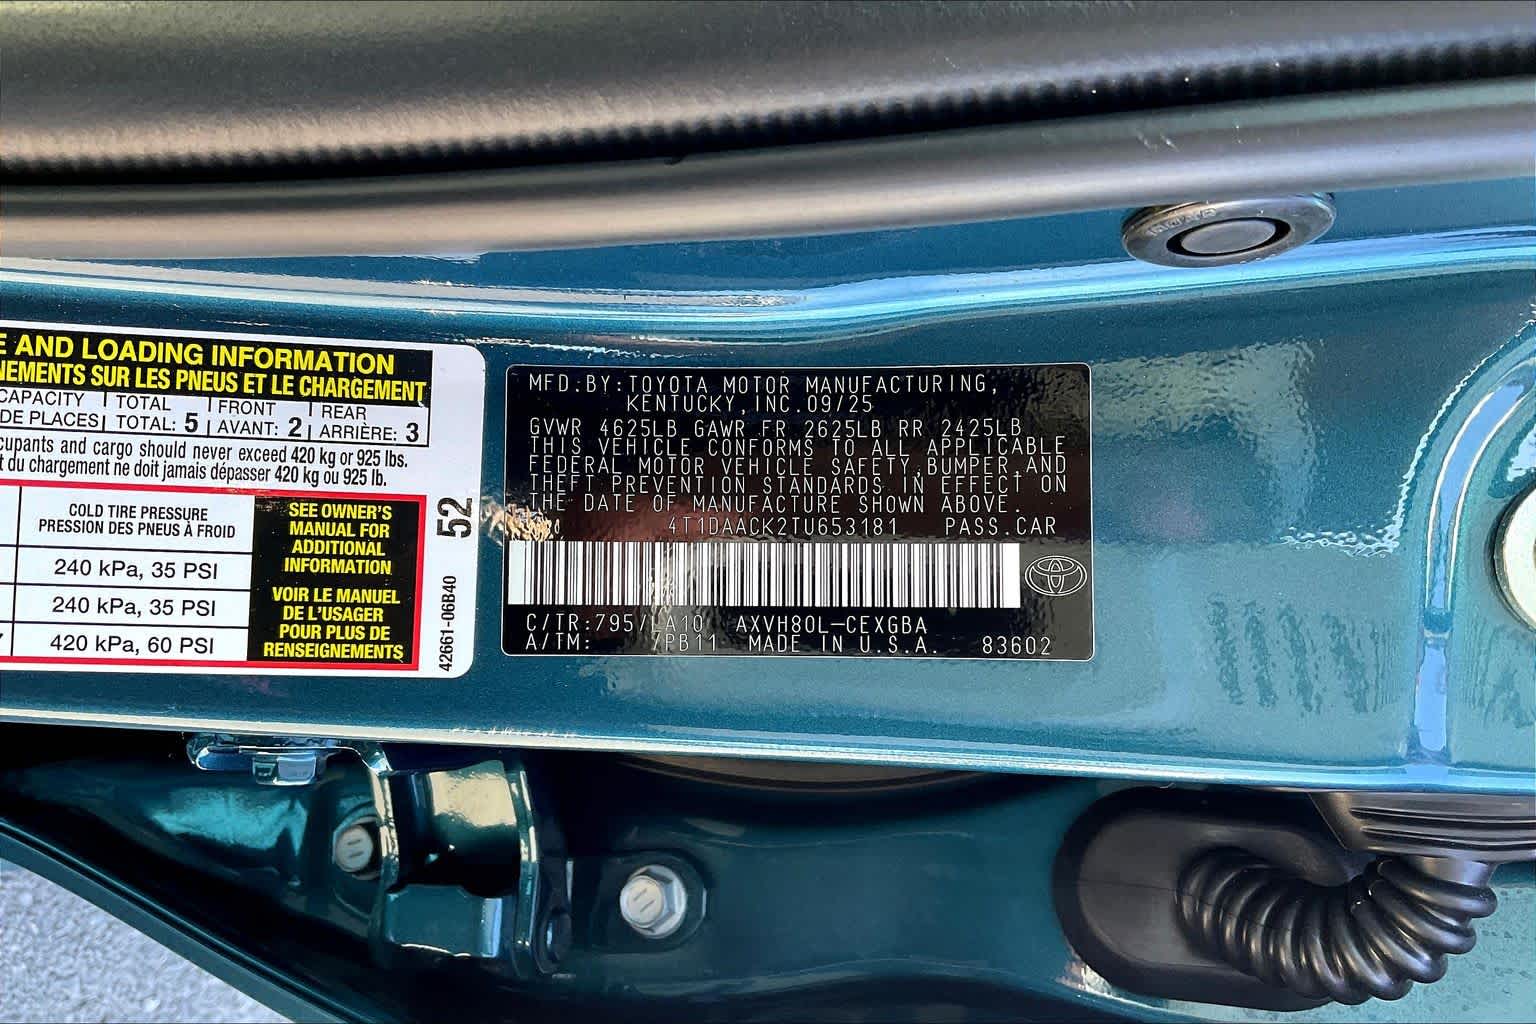 E AND LOADING INFORMATION
NEMENTS SUR LES PNEUS ET LE CHARGEMENT
CAPACITY TOTAL FRONT REAR
DE PLACES TOTAL: 5 AVANT: 2 ARRIÈRE: 3
cupants and cargo should never exceed 420 kg or 925 lbs.
t du chargement ne doit jamais dépasser 420 kg ou 925 lb.
COLD TIRE PRESSURE
PRESSION DES PNEUS À FROID
240 kPa, 35 PSI
240 kPa, 35 PSI
420 kPa, 60 PSI
SEE OWNER'S
MANUAL FOR
ADDITIONAL
INFORMATION
VOIR LE MANUEL
DE L'USAGER
POUR PLUS DE
RENSEIGNEMENTS
52
42661-06B40
MFD.BY:TOYOTA MOTOR MANUFACTURING,
KENTUCKY,INC.09/25
GVWR 4625LB GAWR FR 2625LB RR 2425LB
THIS VEHICLE CONFORMS TO ALL APPLICABLE
FEDERAL MOTOR VEHICLE SAFETY,BUMPER,AND
THEFT PREVENTION STANDARDS IN EFFECT ON
THE DATE OF MANUFACTURE SHOWN ABOVE.
4T1DAACK2TU653181 PASS.CAR
C/TR:795/LA10 AXVH80L-CEXGBA
A/TM: ZPB11 MADE IN U.S.A. 83602